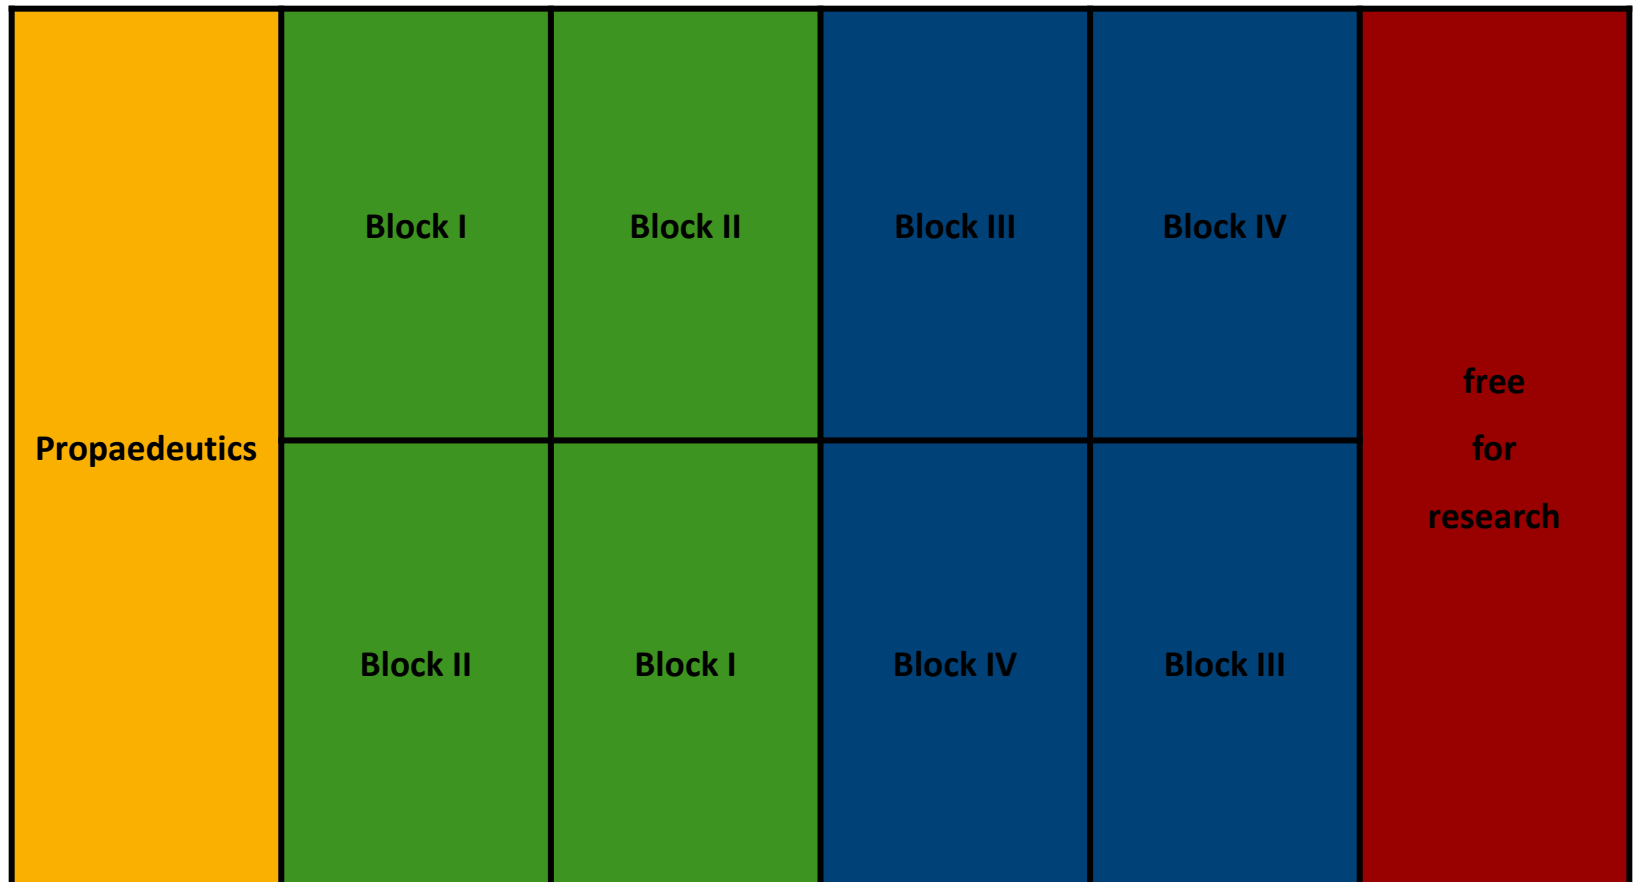 Propaedeutics
Block I
Block II
Block III
Block IV
Block II
Block I
Block IV
Block III
free
for
research